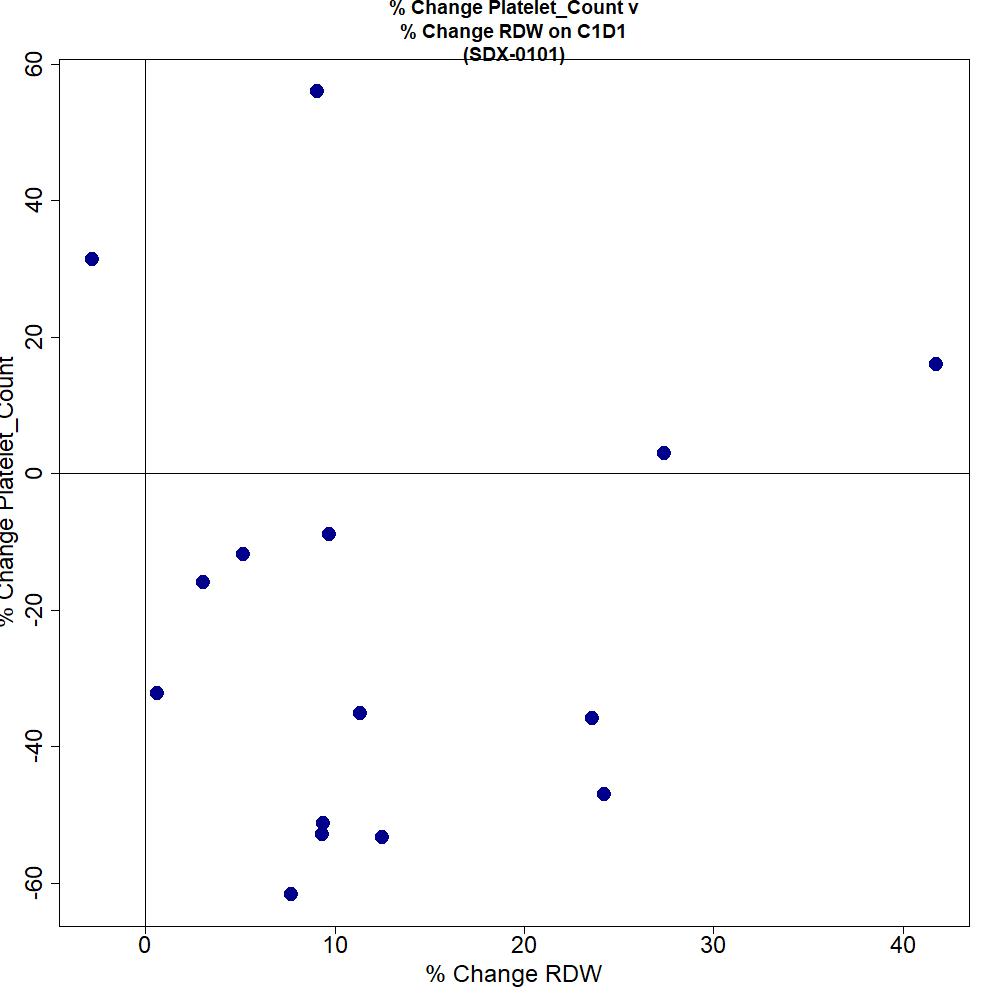 % Change Platelet_Count v
% Change RDW on C1D1
(SDX-0101)
60
40
20
0
-20
-40
-60
% Change Platelet_Count
0
10
20
30
40
% Change RDW